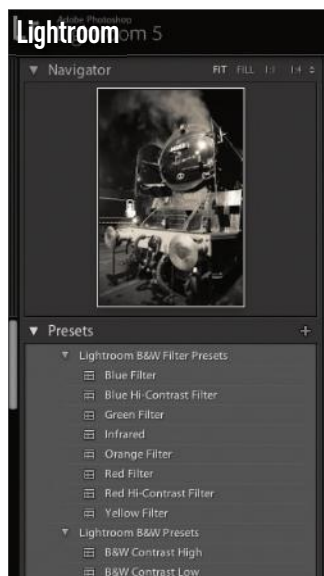 Adobe Photoshop
Lightroom
Lightroom 5
Navigator FIT FILL 1:1 1:4
Presets +
Lightroom B&W Filter Presets
Blue Filter
Blue Hi-Contrast Filter
Green Filter
Infrared
Orange Filter
Red Filter
Red Hi-Contrast Filter
Yellow Filter
Lightroom B&W Presets
B&W Contrast High
B&W Contrast Low